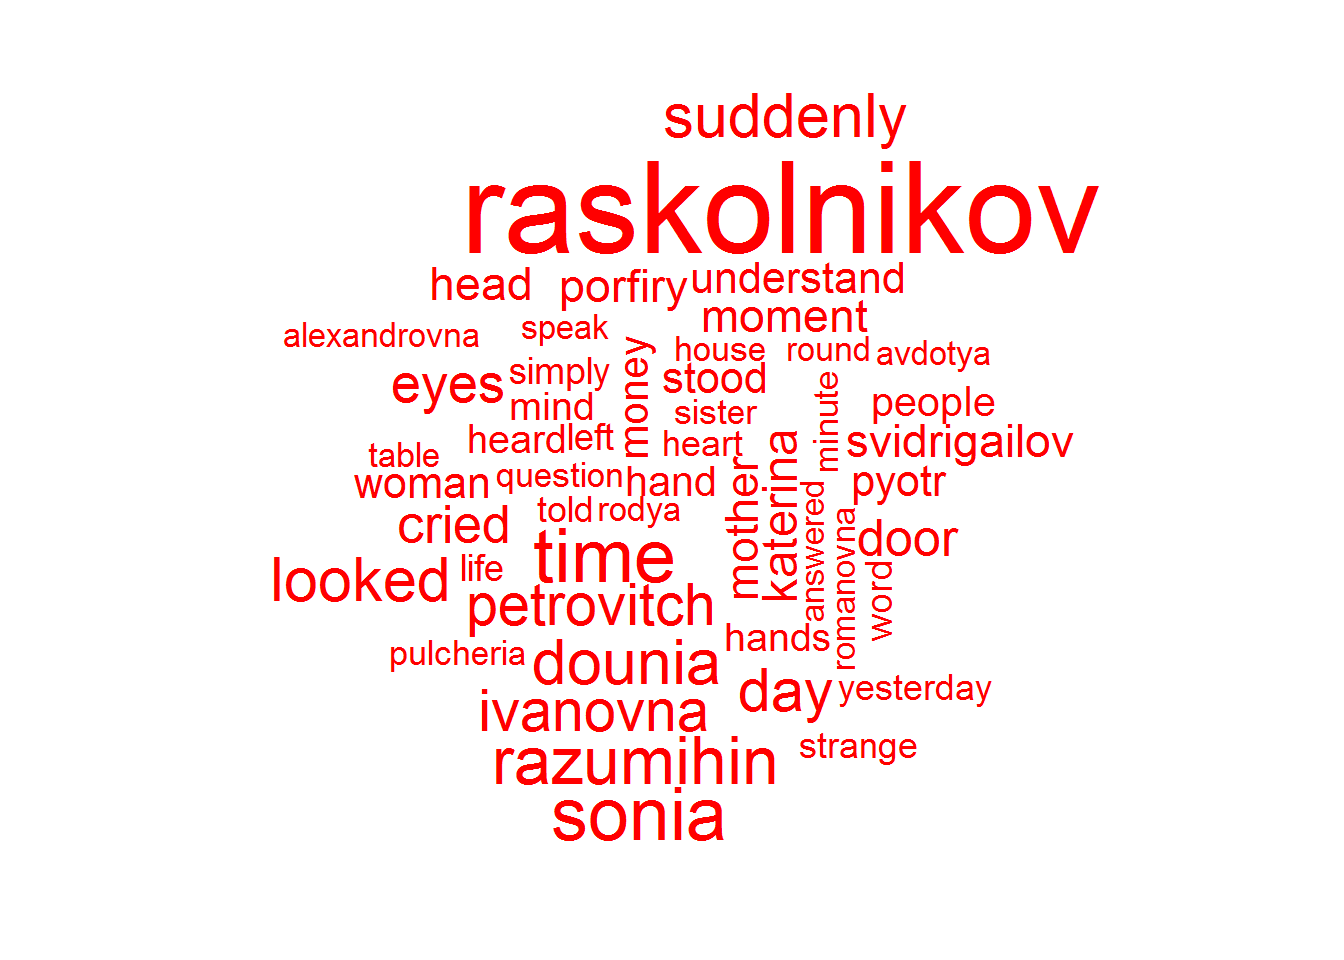 suddenly
raskolnikov
head porfiry understand
moment
alexandrovna speak
house round avdotya
eyes simply money stood
mind sister minute people
heard left heart katerina svidrigailov
table
woman question hand mother pyotr
told rodya answered
cried time romanovna door
looked life word
petrovitch
pulcheria dounia hands
day yesterday
ivanovna
razumihin strange
sonia